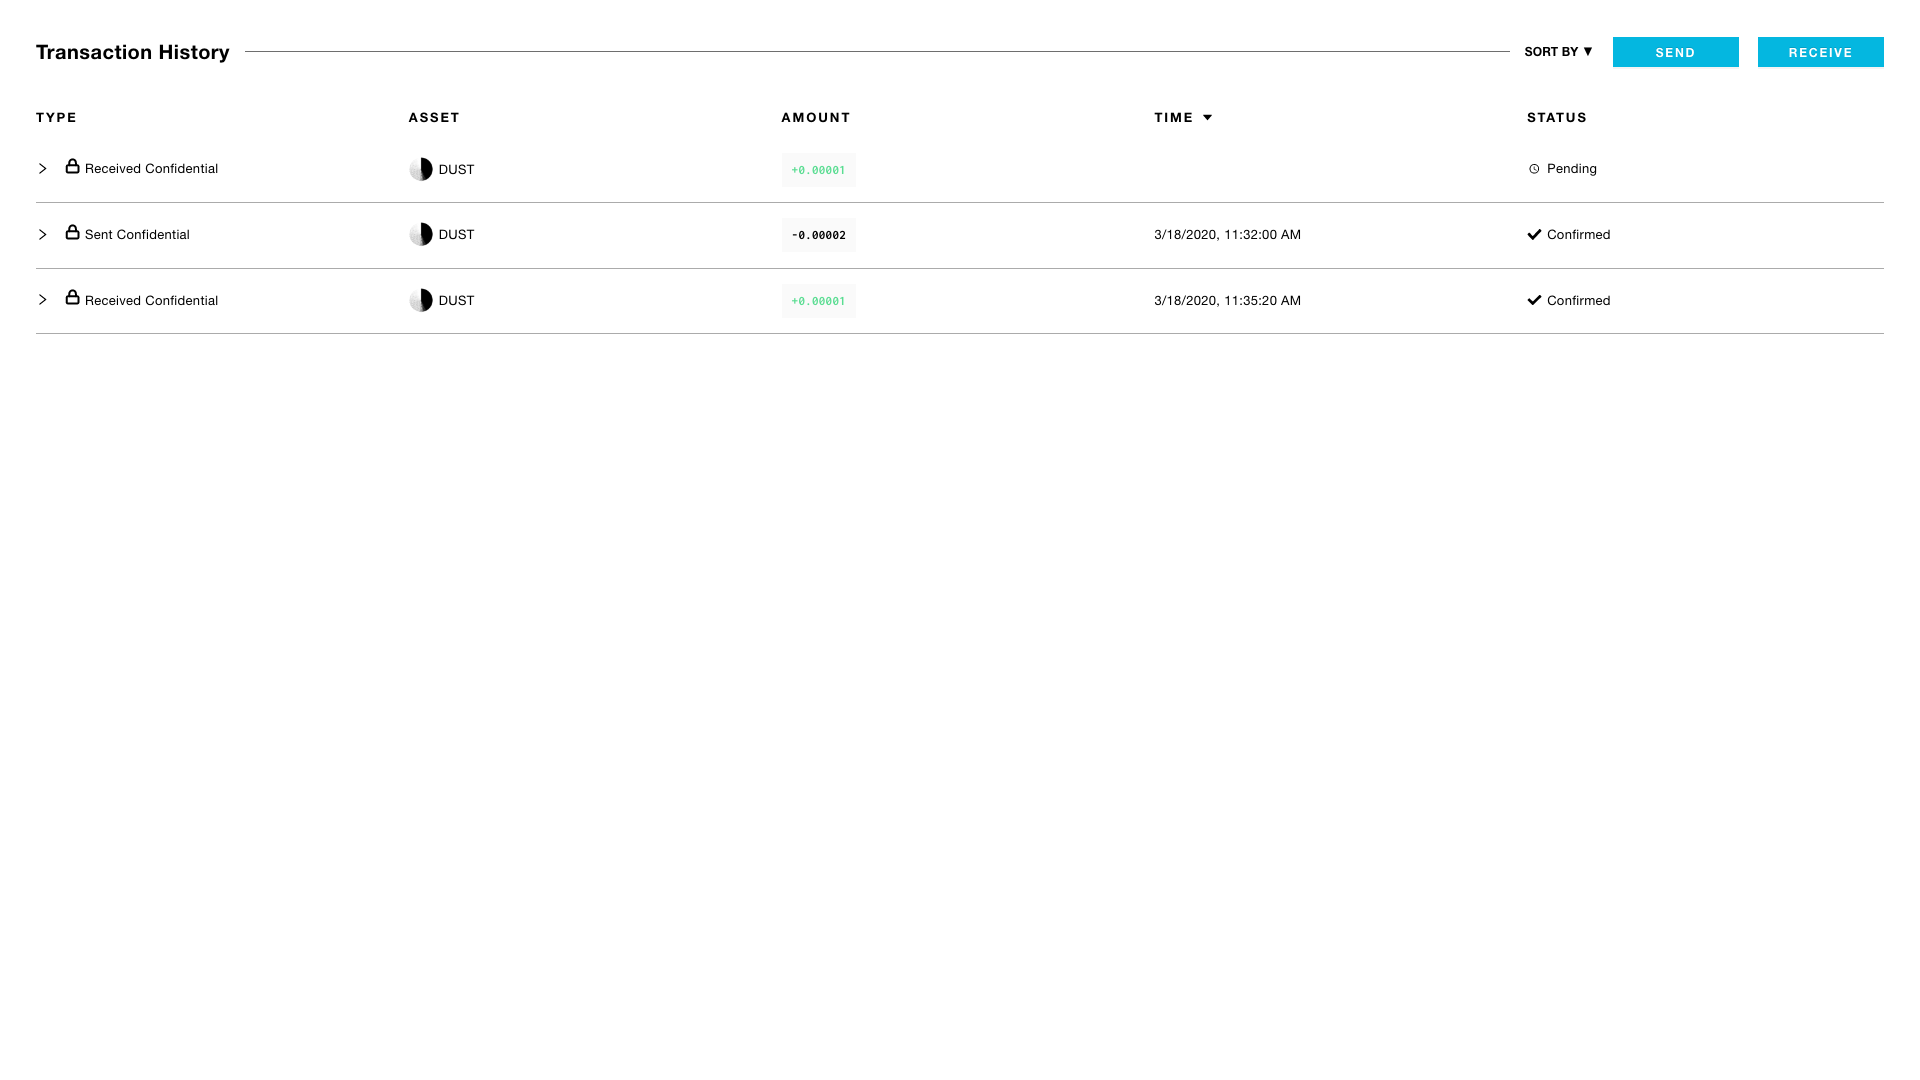 Transaction History SORT BY ▼ SEND RECEIVE
TYPE ASSET AMOUNT TIME ▼ STATUS
Received Confidential DUST +0.00001 Pending
Sent Confidential DUST -0.00002 3/18/2020, 11:32:00 AM Confirmed
Received Confidential DUST +0.00001 3/18/2020, 11:35:20 AM Confirmed